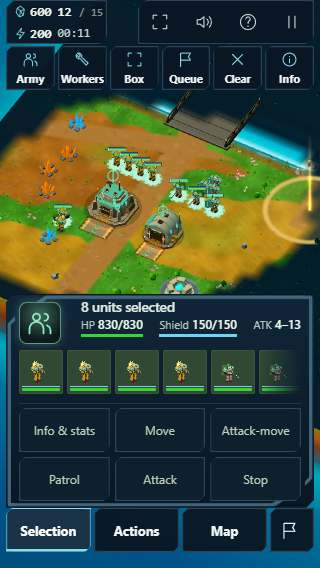 600 12 / 15
200 00:11
Army Workers Box Queue Clear Info
8 units selected
HP 830/830 Shield 150/150 ATK 4–13
Info & stats Move Attack-move
Patrol Attack Stop
Selection Actions Map